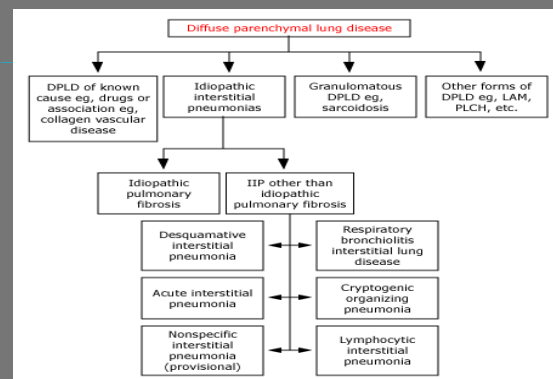 Diffuse parenchymal lung disease
DPLD of known
cause eg, drugs or
association eg,
collagen vascular
disease
Idiopathic
interstitial
pneumonias
Granulomatous
DPLD eg,
sarcoidosis
Other forms of
DPLD eg, LAM,
PLCH, etc.
Idiopathic
pulmonary
fibrosis
IIP other than
idiopathic
pulmonary fibrosis
Desquamative
interstitial
pneumonia
Respiratory
bronchiolitis
interstitial lung
disease
Acute interstitial
pneumonia
Cryptogenic
organizing
pneumonia
Nonspecific
interstitial
pneumonia
(provisional)
Lymphocytic
interstitial
pneumonia